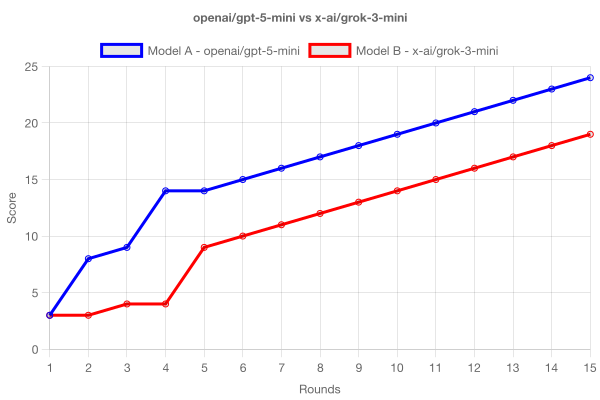 openai/gpt-5-mini vs x-ai/grok-3-mini
Model A - openai/gpt-5-mini Model B - x-ai/grok-3-mini
25
20
15
10
5
0
Score
1 2 3 4 5 6 7 8 9 10 11 12 13 14 15
Rounds